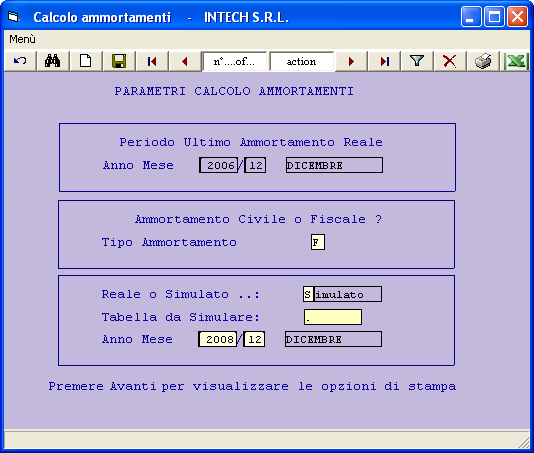 Calcolo ammortamenti - INTECH S.R.L.
Menù
n°....of... action
PARAMETRI CALCOLO AMMORTAMENTI
Periodo Ultimo Ammortamento Reale
Anno Mese 2006/12 DICEMBRE
Ammortamento Civile o Fiscale ?
Tipo Ammortamento F
Reale o Simulato ..: Simulato
Tabella da Simulare: .
Anno Mese 2008/12 DICEMBRE
Premere Avanti per visualizzare le opzioni di stampa